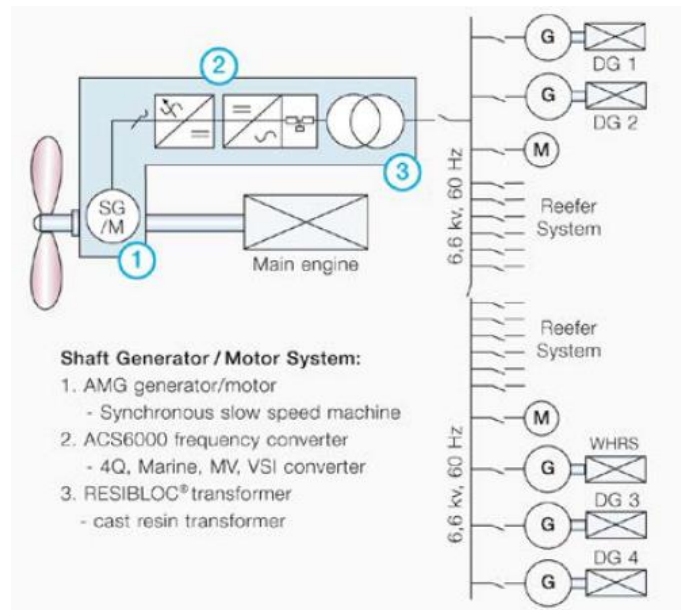 2
G
DG 1
G
DG 2
M
3
SG
/M
1
Main engine
6,6 kv, 60 Hz
Reefer
System
Reefer
System
Shaft Generator / Motor System:
1. AMG generator/motor
- Synchronous slow speed machine
2. ACS6000 frequency converter
- 4Q, Marine, MV, VSI converter
3. RESIBLOC® transformer
- cast resin transformer
M
6,6 kv, 60 Hz
WHRS
G
DG 3
G
DG 4
G